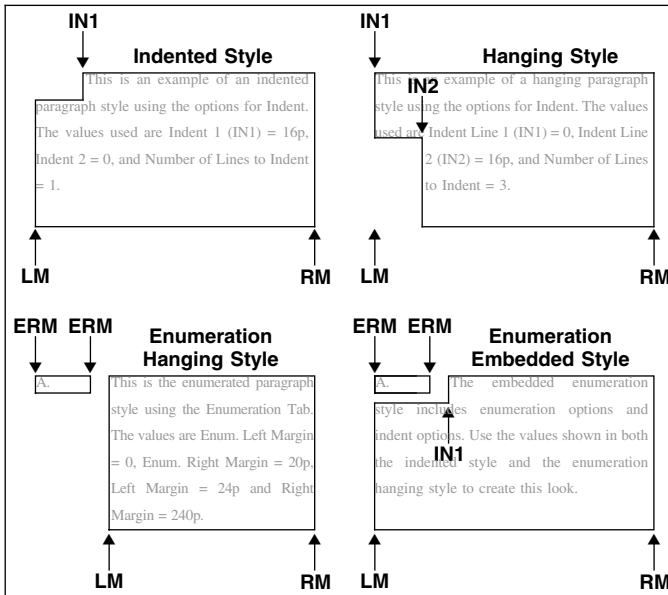 IN1
Indented Style
This is an example of an indented
paragraph style using the options for Indent.
The values used are Indent 1 (IN1) = 16p,
Indent 2 = 0, and Number of Lines to Indent
= 1.
LM
RM
IN1
Hanging Style
This is an example of a hanging paragraph
IN2
style using the options for Indent. The values
used are Indent Line 1 (IN1) = 0, Indent Line
2 (IN2) = 16p, and Number of Lines
to Indent = 3.
LM
RM
ERM ERM
Enumeration
Hanging Style
A.
This is the enumerated paragraph
style using the Enumeration Tab.
The values are Enum. Left Margin
= 0, Enum. Right Margin = 20p,
Left Margin = 24p and Right
Margin = 240p.
LM
RM
ERM ERM
Enumeration
Embedded Style
A. The embedded enumeration
style includes enumeration options and
indent options. Use the values shown in both
IN1
the indented style and the enumeration
hanging style to create this look.
LM
RM